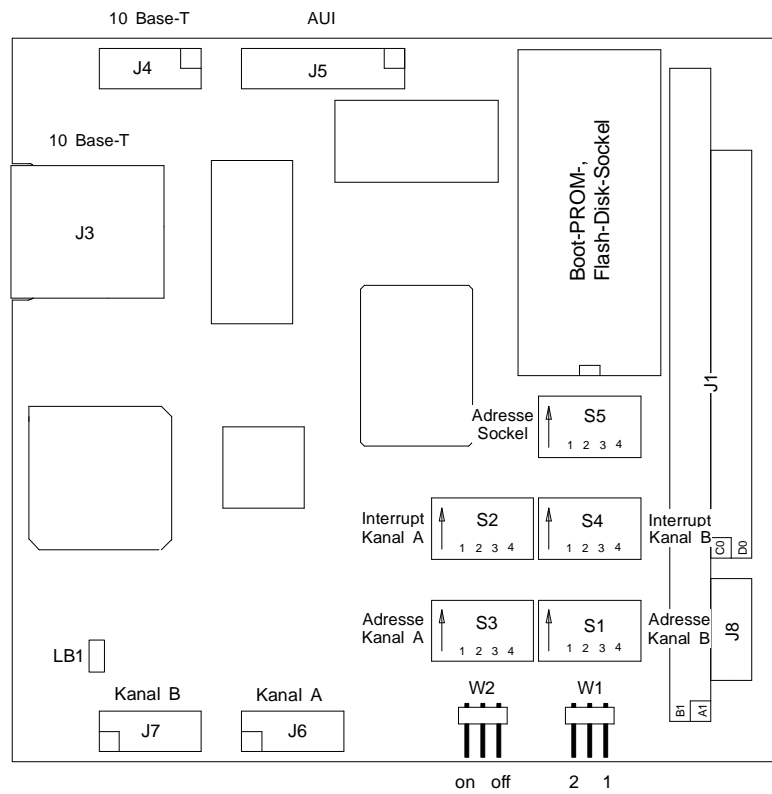 10 Base-T
AUI
J4
J5
10 Base-T
J3
Boot-PROM-,
Flash-Disk-Sockel
J1
Adresse
Sockel
S5
1 2 3 4
Interrupt
Kanal A
S2
1 2 3 4
S4
1 2 3 4
Interrupt
Kanal B
C0
D0
Adresse
Kanal A
S3
1 2 3 4
S1
1 2 3 4
Adresse
Kanal B
J8
LB1
Kanal B
Kanal A
W2
W1
B1
A1
J7
J6
on off
2 1